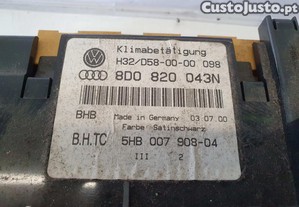 CustoJusto.pt
Klimabetätigung
H32/D58-00-00 098
8D0 820 043N
BHB
Made in Germany 03.07.00
Farbe: Satinschwarz
B.H.TC 5HB 007 908-04
III 2